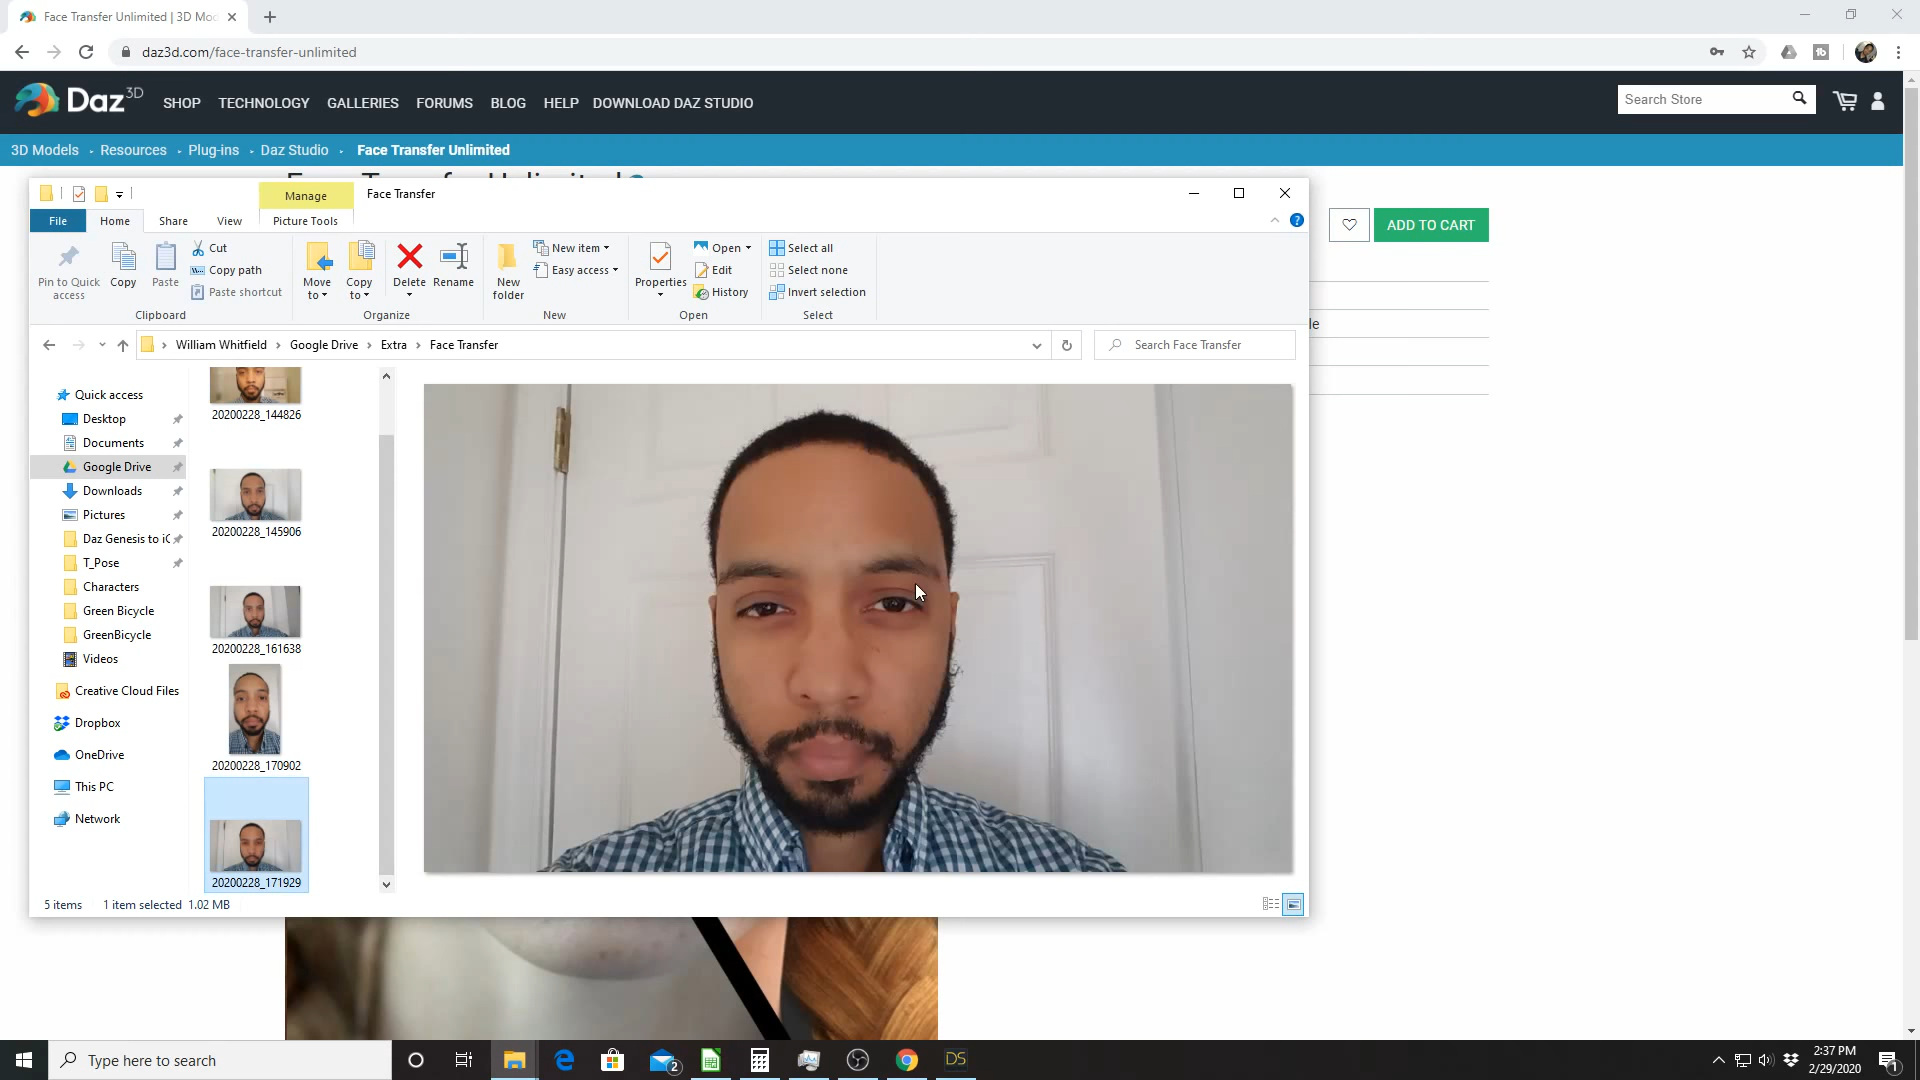 Face Transfer Unlimited | 3D Mod
daz3d.com/face-transfer-unlimited
Daz 3D SHOP TECHNOLOGY GALLERIES FORUMS BLOG HELP DOWNLOAD DAZ STUDIO Search Store
3D Models Resources Plug-ins Daz Studio Face Transfer Unlimited
Face Transfer Unlimited
Manage Face Transfer
File Home Share View Picture Tools
ADD TO CART
Pin to Quick access
Copy
Paste
Cut
Copy path
Paste shortcut
Clipboard
Move to
Copy to
Delete
Rename
Organize
New folder
New item
Easy access
New
Properties
Open
Edit
History
Open
Select all
Select none
Invert selection
Select
le
William Whitfield Google Drive Extra Face Transfer Search Face Transfer
Quick access
Desktop
Documents
Google Drive
Downloads
Pictures
Daz Genesis to iC
T_Pose
Characters
Green Bicycle
GreenBicycle
Videos
Creative Cloud Files
Dropbox
OneDrive
This PC
Network
20200228_144826
20200228_145906
20200228_161638
20200228_170902
20200228_171929
5 items 1 item selected 1.02 MB
Type here to search
2
DS
2:37 PM
2/29/2020
1